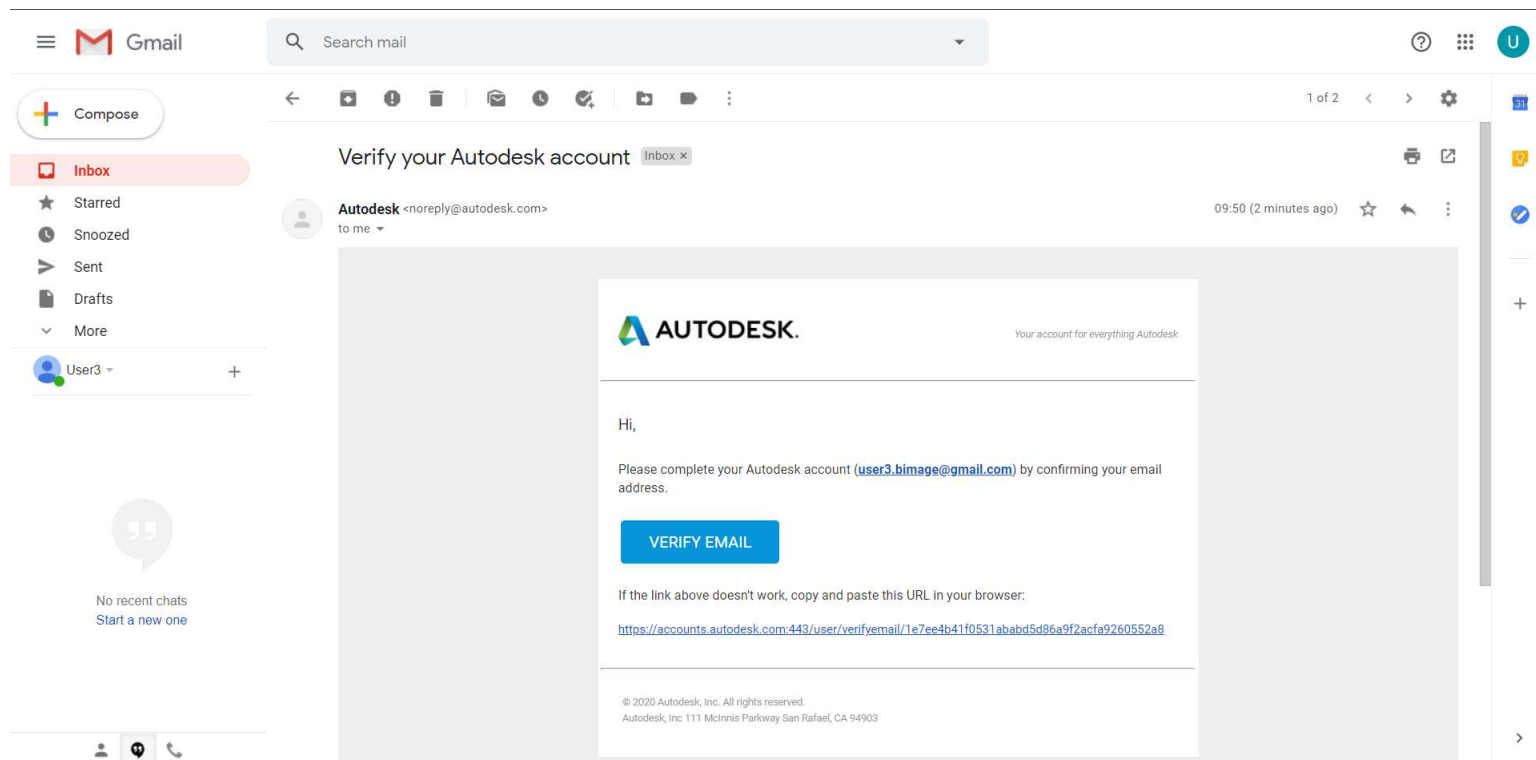 Gmail
Search mail
U
Compose
1 of 2
31
Verify your Autodesk account Inbox ×
Inbox
Starred
Snoozed
Sent
Drafts
More
User3
Autodesk <noreply@autodesk.com>
09:50 (2 minutes ago)
to me
AUTODESK.
Your account for everything Autodesk
Hi,
Please complete your Autodesk account (user3.bimage@gmail.com) by confirming your email
address.
VERIFY EMAIL
If the link above doesn't work, copy and paste this URL in your browser:
https://accounts.autodesk.com:443/user/verifyemail/1e7ee4b41f0531ababd5d86a9f2acfa9260552a8
© 2020 Autodesk, Inc. All rights reserved.
Autodesk, Inc 111 McInnis Parkway San Rafael, CA 94903
No recent chats
Start a new one